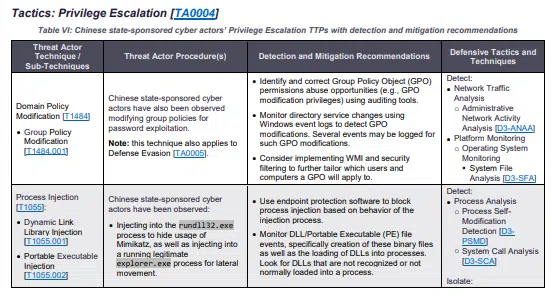 Tactics: Privilege Escalation [TA0004]
Table VI: Chinese state-sponsored cyber actors' Privilege Escalation TTPs with detection and mitigation recommendations
Threat Actor
Technique /
Sub-Techniques
Threat Actor Procedure(s)
Detection and Mitigation Recommendations
Defensive Tactics and
Techniques
Domain Policy
Modification [T1484]
• Group Policy
Modification
[T1484.001]
Chinese state-sponsored cyber
actors have also been observed
modifying group policies for
password exploitation.
Note: this technique also applies to
Defense Evasion [TA0005].
• Identify and correct Group Policy Object (GPO)
permissions abuse opportunities (e.g., GPO
modification privileges) using auditing tools.
• Monitor directory service changes using
Windows event logs to detect GPO
modifications. Several events may be logged for
such GPO modifications.
• Consider implementing WMI and security
filtering to further tailor which users and
computers a GPO will apply to.
Detect:
• Network Traffic
Analysis
○ Administrative
Network Activity
Analysis [D3-ANAA]
• Platform Monitoring
○ Operating System
Monitoring
▪ System File
Analysis [D3-SFA]
Process Injection
[T1055]:
• Dynamic Link
Library Injection
[T1055.001]
• Portable Executable
Injection
[T1055.002]
Chinese state-sponsored cyber
actors have been observed:
• Injecting into the rundll32.exe
process to hide usage of
Mimikatz, as well as injecting into
a running legitimate
explorer.exe process for lateral
movement.
• Use endpoint protection software to block
process injection based on behavior of the
injection process.
• Monitor DLL/Portable Executable (PE) file
events, specifically creation of these binary files
as well as the loading of DLLs into processes.
Look for DLLs that are not recognized or not
normally loaded into a process.
Detect:
• Process Analysis
○ Process Self-
Modification
Detection [D3-
PSMD]
○ System Call Analysis
[D3-SCA]
Isolate: